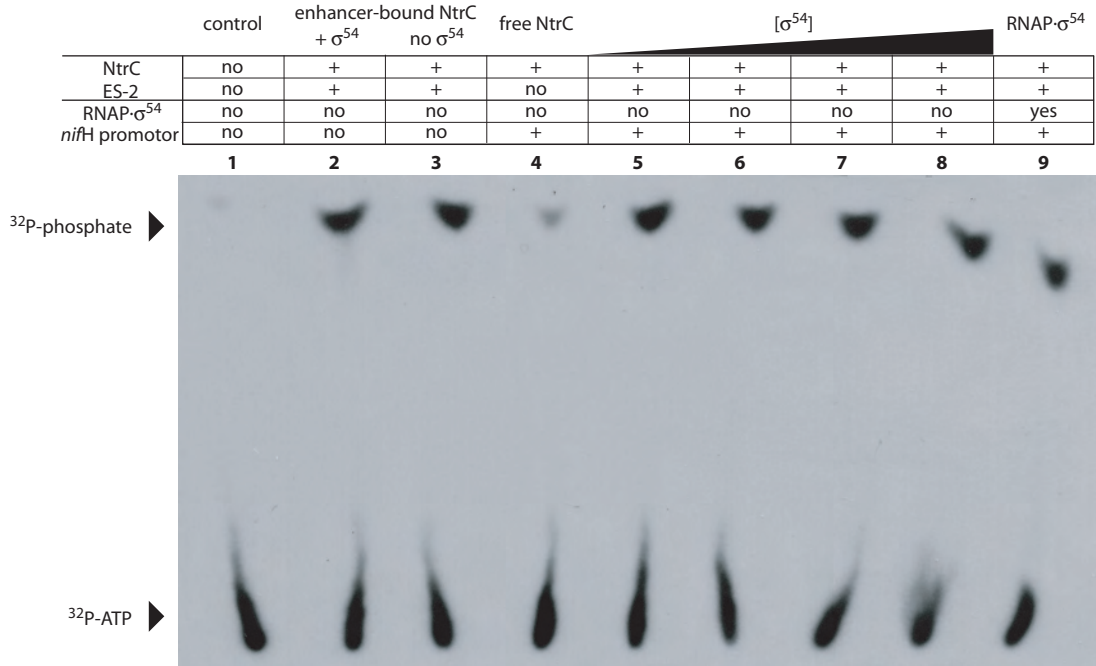 control enhancer-bound NtrC free NtrC [σ⁵⁴] RNAP·σ⁵⁴
+ σ⁵⁴ no σ⁵⁴
NtrC no + + + + + + + +
ES-2 no + + no + + + + +
RNAP·σ⁵⁴ no no no no no no no no yes
nifH promotor no no no + + + + + +
1 2 3 4 5 6 7 8 9
³²P-phosphate
³²P-ATP